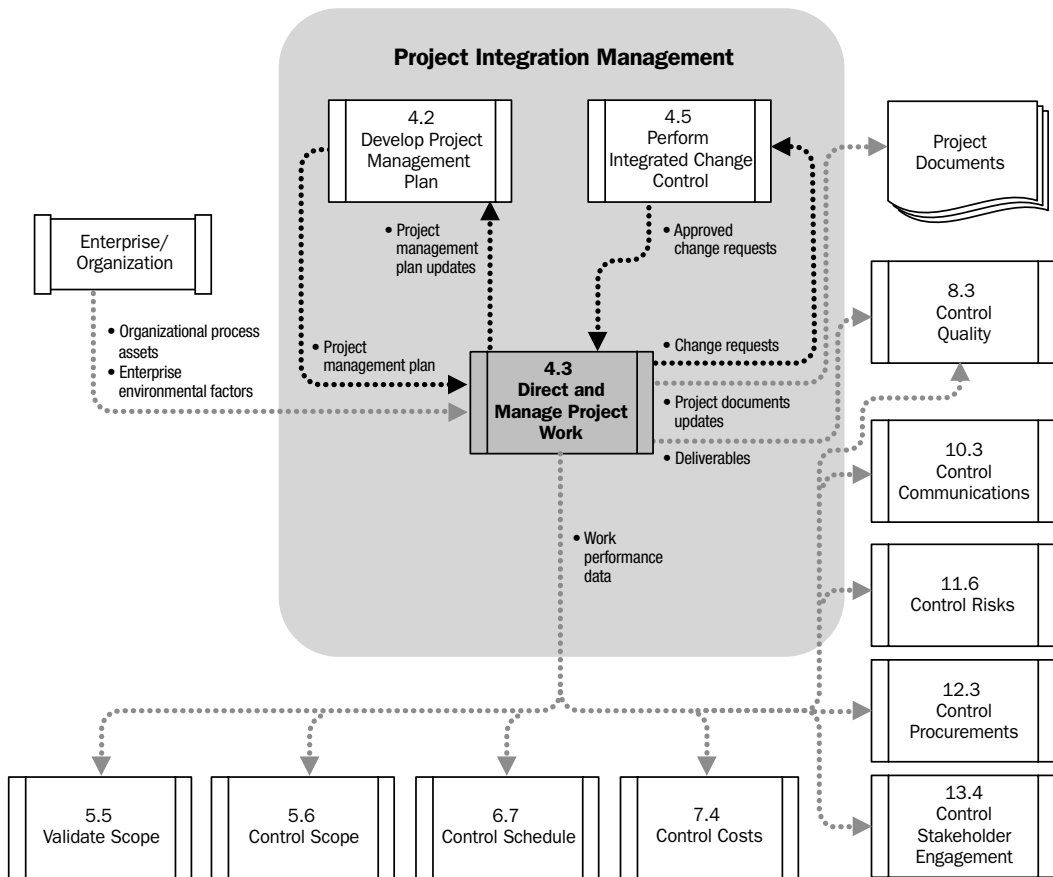 Project Integration Management
4.2
Develop Project
Management
Plan
4.5
Perform
Integrated Change
Control
Project
Documents
Enterprise/
Organization
• Project
management
plan updates
• Approved
change requests
8.3
Control
Quality
• Organizational process
assets
• Enterprise
environmental factors
• Project
management plan
4.3
Direct and
Manage Project
Work
• Change requests
• Project documents
updates
• Deliverables
10.3
Control
Communications
• Work
performance
data
11.6
Control Risks
12.3
Control
Procurements
5.5
Validate Scope
5.6
Control Scope
6.7
Control Schedule
7.4
Control Costs
13.4
Control
Stakeholder
Engagement